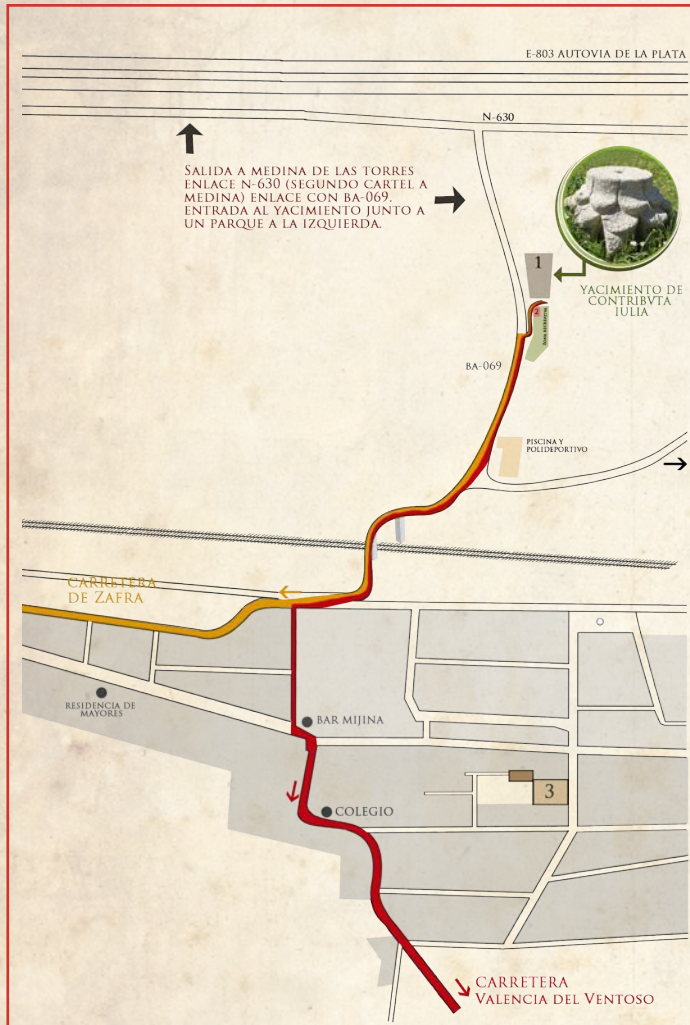 E-803 AUTOVIA DE LA PLATA
N-630
SALIDA A MEDINA DE LAS TORRES
ENLACE N-630 (SEGUNDO CARTEL A
MEDINA) ENLACE CON BA-069.
ENTRADA AL YACIMIENTO JUNTO A
UN PARQUE A LA IZQUIERDA.
1
YACIMIENTO DE
CONTRIBVTA
IULIA
2
BA-069
PISCINA Y
POLIDEPORTIVO
CARRETERA
DE ZAFRA
RESIDENCIA DE
MAYORES
BAR MIJINA
3
COLEGIO
CARRETERA
VALENCIA DEL VENTOSO